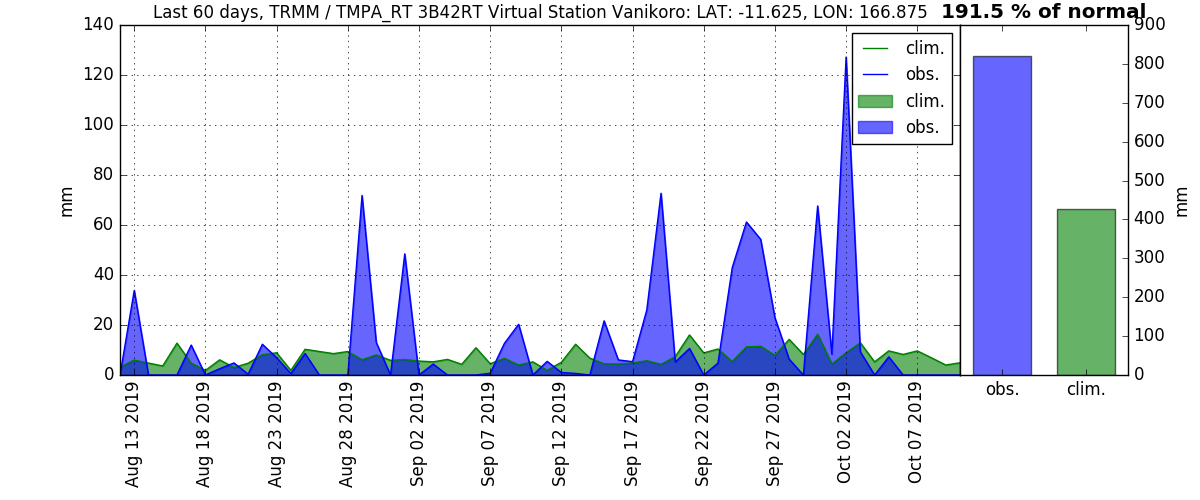 Last 60 days, TRMM / TMPA_RT 3B42RT Virtual Station Vanikoro: LAT: -11.625, LON: 166.875 191.5 % of normal
140
120
100
80
60
40
20
0
mm
clim.
obs.
clim.
obs.
Aug 13 2019
Aug 18 2019
Aug 23 2019
Aug 28 2019
Sep 02 2019
Sep 07 2019
Sep 12 2019
Sep 17 2019
Sep 22 2019
Sep 27 2019
Oct 02 2019
Oct 07 2019
900
800
700
600
500
400
300
200
100
0
mm
obs.
clim.